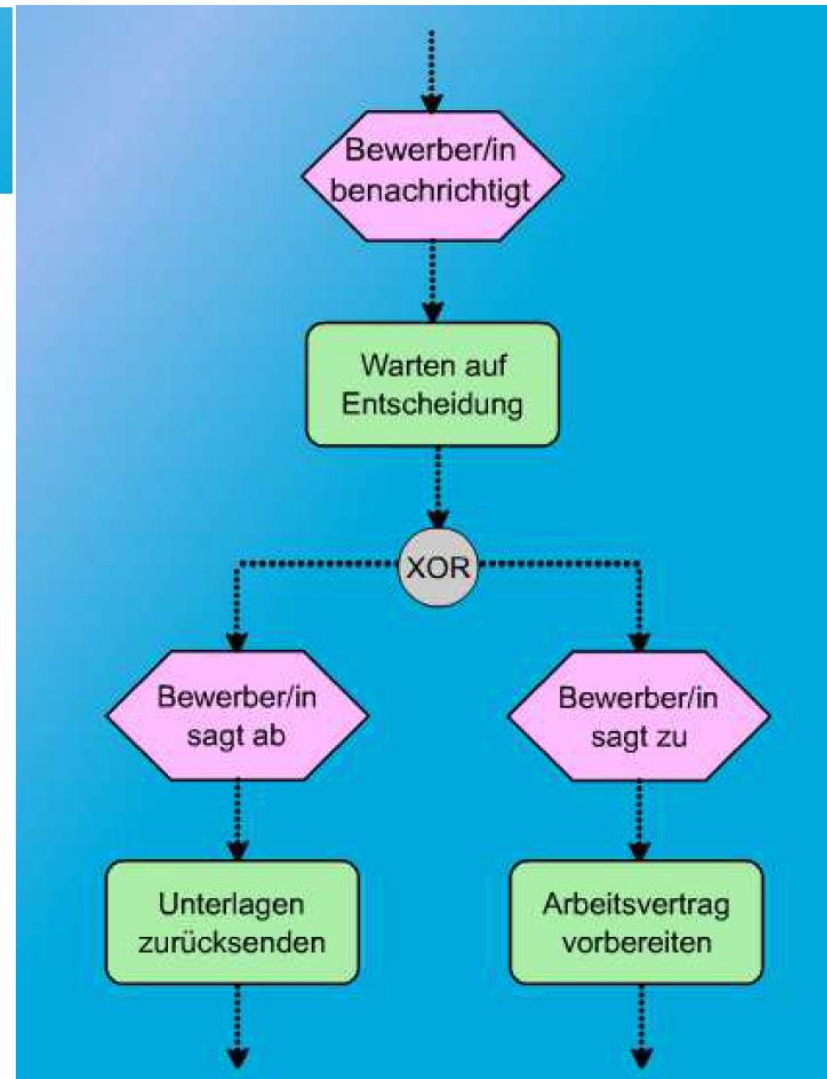 Bewerber/in
benachrichtigt
Warten auf
Entscheidung
XOR
Bewerber/in
sagt ab
Bewerber/in
sagt zu
Unterlagen
zurücksenden
Arbeitsvertrag
vorbereiten